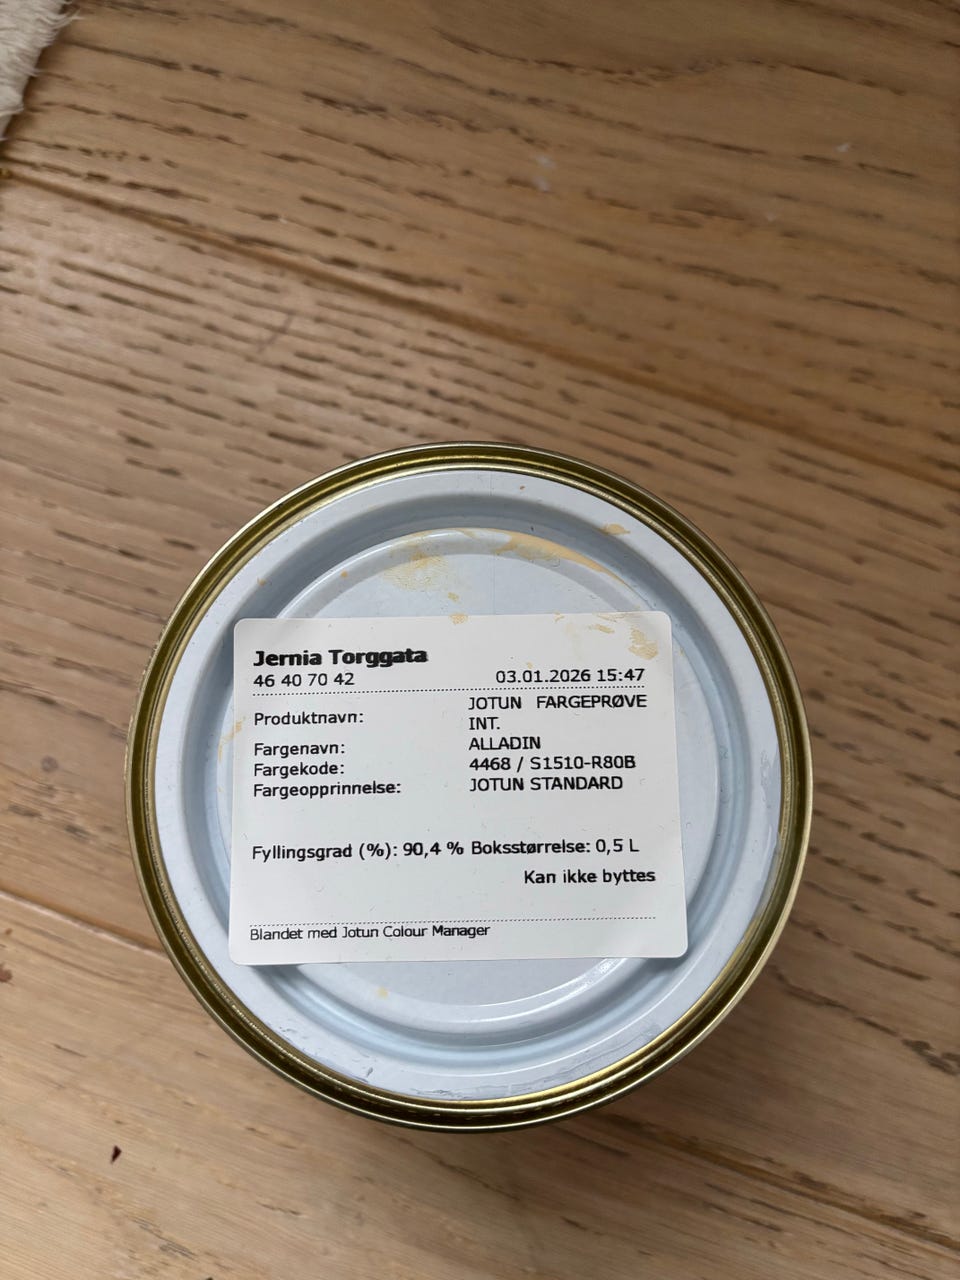 Jernia Torggata
46 40 70 42 03.01.2026 15:47
Produktnavn: JOTUN FARGEPRØVE
INT.
Fargenavn: ALLADIN
Fargekode: 4468 / S1510-R80B
Fargeopprinnelse: JOTUN STANDARD
Fyllingsgrad (%): 90,4 % Boksstørrelse: 0,5 L
Kan ikke byttes
Blandet med Jotun Colour Manager